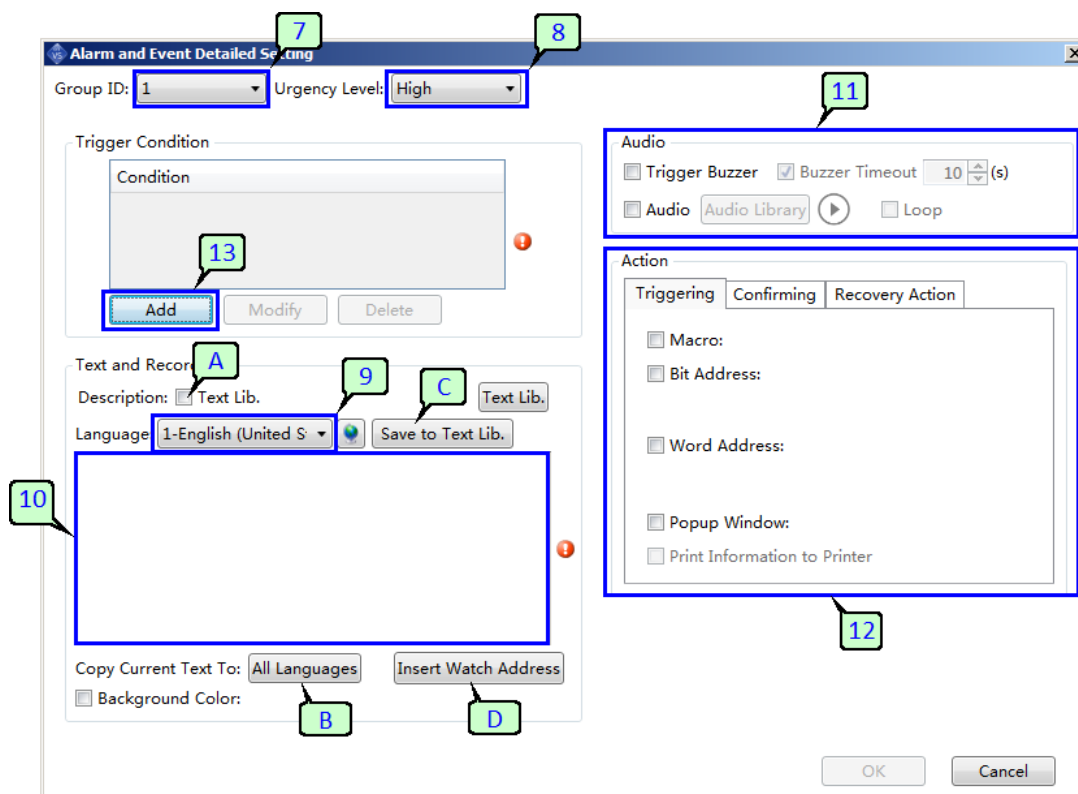 7
8
Alarm and Event Detailed Setting
Group ID: 1 Urgency Level: High
11
Trigger Condition
Condition
13
Add Modify Delete
Audio
Trigger Buzzer Buzzer Timeout 10 (s)
Audio Audio Library Loop
Action
Triggering Confirming Recovery Action
Macro:
Bit Address:
Word Address:
Popup Window:
Print Information to Printer
12
Text and Record
A
9
C
Description: Text Lib. Text Lib.
Language 1-English (United S Save to Text Lib.
10
Copy Current Text To: All Languages Insert Watch Address
Background Color:
B
D
OK Cancel